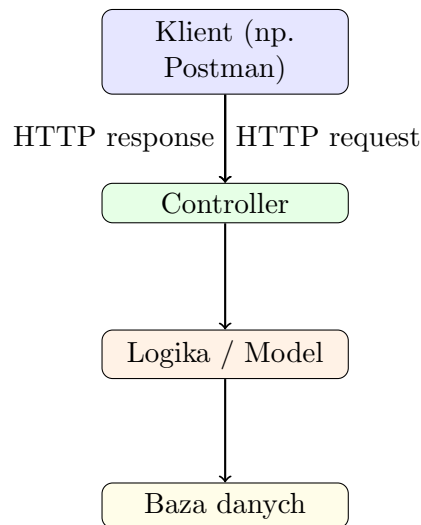 Klient (np.
Postman)
HTTP response HTTP request
Controller
Logika / Model
Baza danych